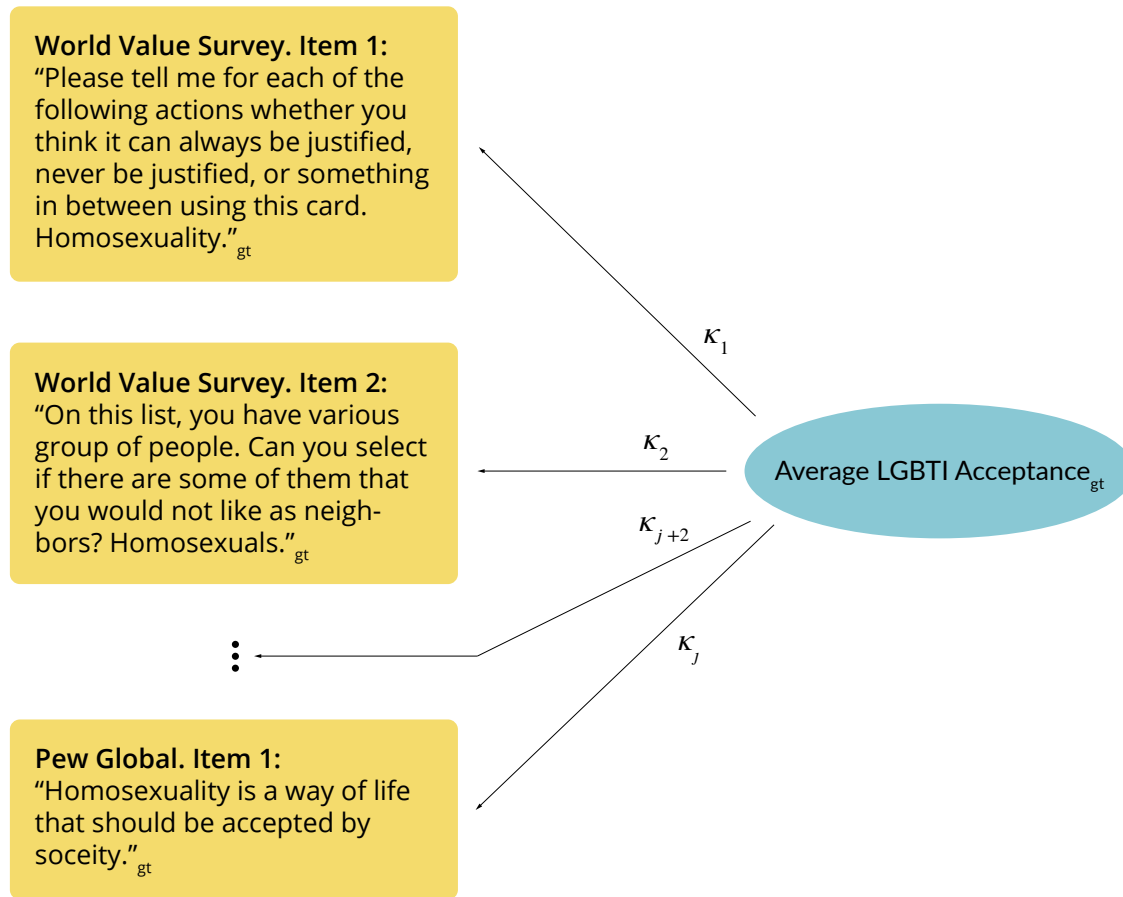 World Value Survey. Item 1:
“Please tell me for each of the
following actions whether you
think it can always be justified,
never be justified, or something
in between using this card.
Homosexuality.”gt
κ1
World Value Survey. Item 2:
“On this list, you have various
group of people. Can you select
if there are some of them that
you would not like as neigh-
bors? Homosexuals.”gt
κ2
Average LGBTI Acceptancegt
κj+2
κJ
Pew Global. Item 1:
“Homosexuality is a way of life
that should be accepted by
soceity.”gt